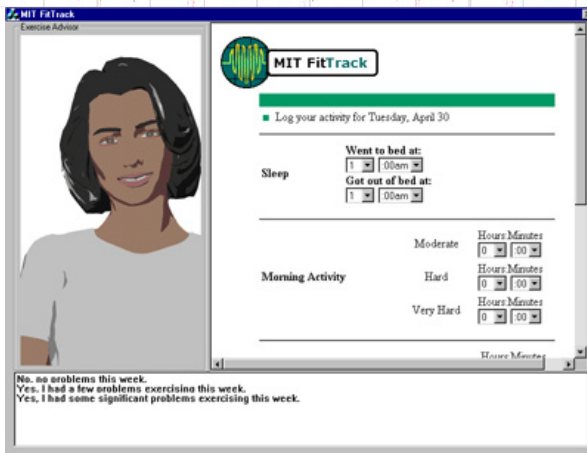 MIT FitTrack
Exercise Advisor
MIT FitTrack
Log your activity for Tuesday, April 30
Went to bed at:
1 :00am
Sleep
Got out of bed at:
1 :00am
Hours Minutes
Moderate 0 :00
Hours Minutes
Morning Activity Hard 0 :00
Hours Minutes
Very Hard 0 :00
Hours Minutes
No, no problems this week.
Yes, I had a few problems exercising this week.
Yes, I had some significant problems exercising this week.